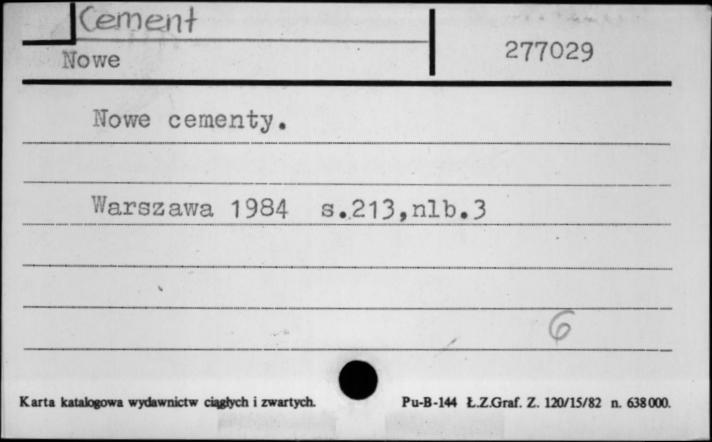 Cement
Nowe
277029
Nowe cementy.
Warszawa 1984 s.213,nlb.3
6
Karta katalogowa wydawnictw ciągłych i zwartych.
Pu-B-144 Ł.Z.Graf. Z. 120/15/82 n. 638000.